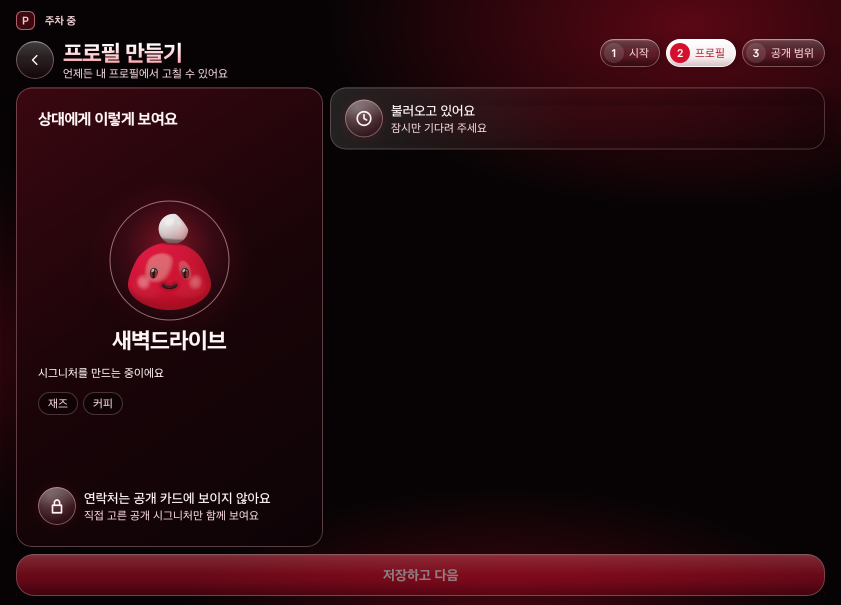 P 주차 중
프로필 만들기
언제든 내 프로필에서 고칠 수 있어요
1 시작
2 프로필
3 공개 범위
상대에게 이렇게 보여요
새벽드라이브
시그니처를 만드는 중이에요
재즈
커피
연락처는 공개 카드에 보이지 않아요
직접 고른 공개 시그니처만 함께 보여요
불러오고 있어요
잠시만 기다려 주세요
저장하고 다음